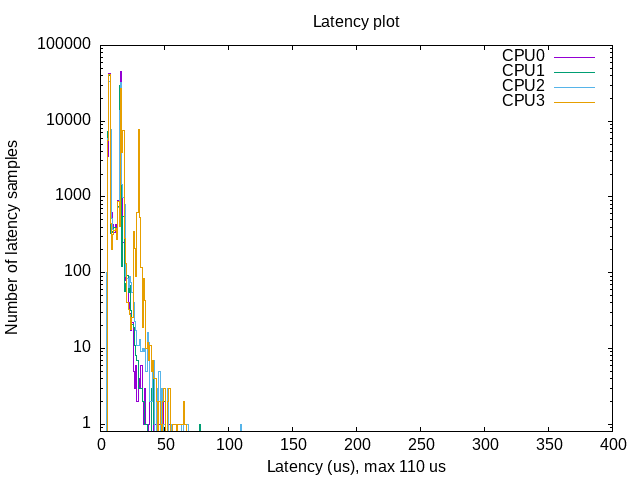 Latency plot
100000
10000
1000
100
10
1
Number of latency samples
CPU0
CPU1
CPU2
CPU3
0 50 100 150 200 250 300 350 400
Latency (us), max 110 us